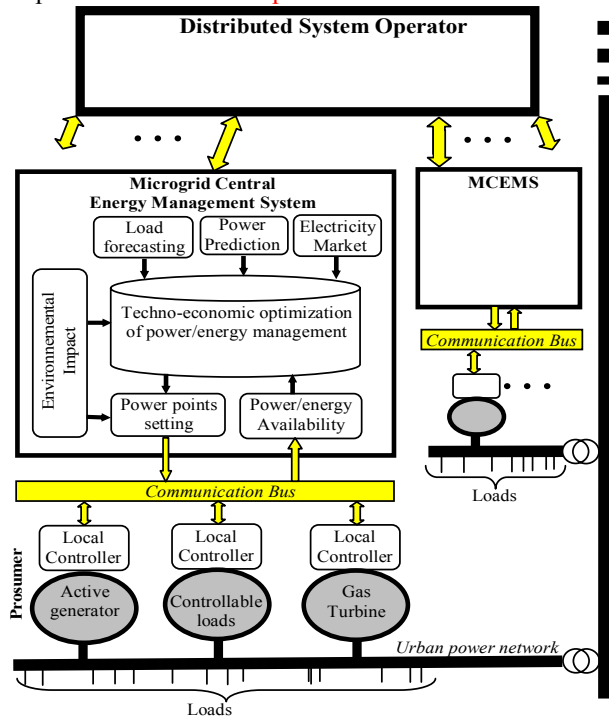 Distributed System Operator
Microgrid Central
Energy Management System
Load
forecasting
Power
Prediction
Electricity
Market
Environnemental
Impact
Techno-economic optimization
of power/energy management
Power points
setting
Power/energy
Availability
Communication Bus
MCEMS
Communication Bus
Loads
Prosumer
Local
Controller
Local
Controller
Local
Controller
Active
generator
Controllable
loads
Gas
Turbine
Urban power network
Loads